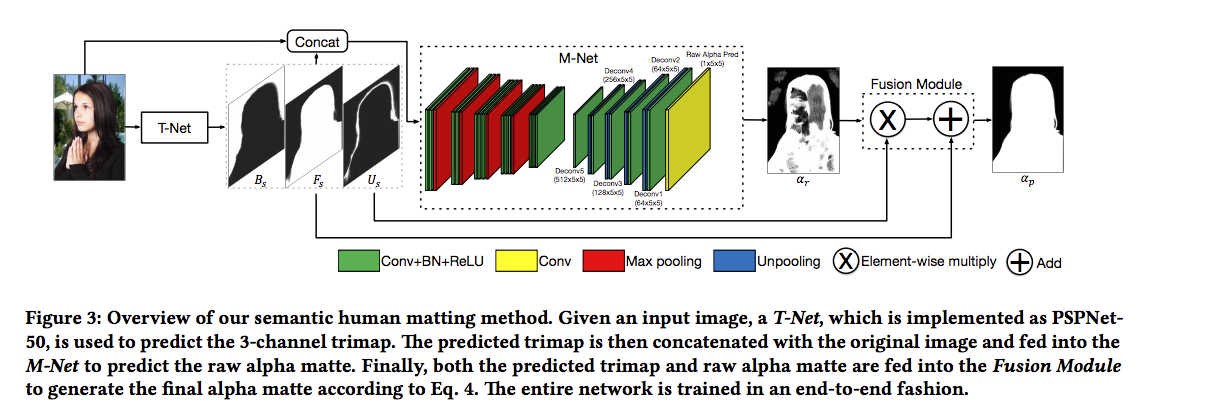 Concat
M-Net
Deconv4
(256x5x5)
Deconv2
(64x5x5)
Raw Alpha Pred
(1x5x5)
Fusion Module
T-Net
X
+
Bs
Fs
Us
Deconv5
(512x5x5)
Deconv3
(128x5x5)
Deconv1
(64x5x5)
αr
αp
Conv+BN+ReLU
Conv
Max pooling
Unpooling
X Element-wise multiply
+ Add
Figure 3: Overview of our semantic human matting method. Given an input image, a T-Net, which is implemented as PSPNet-
50, is used to predict the 3-channel trimap. The predicted trimap is then concatenated with the original image and fed into the
M-Net to predict the raw alpha matte. Finally, both the predicted trimap and raw alpha matte are fed into the Fusion Module
to generate the final alpha matte according to Eq. 4. The entire network is trained in an end-to-end fashion.